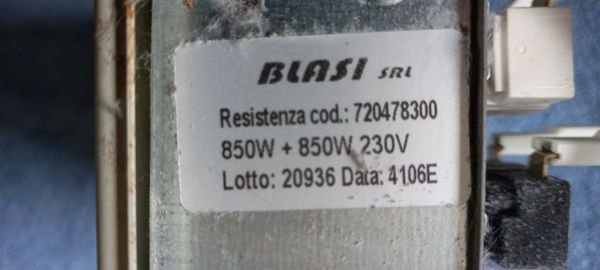 BLASI SRL
Resistenza cod.: 720478300
850W + 850W 230V
Lotto: 20936 Data: 4106E